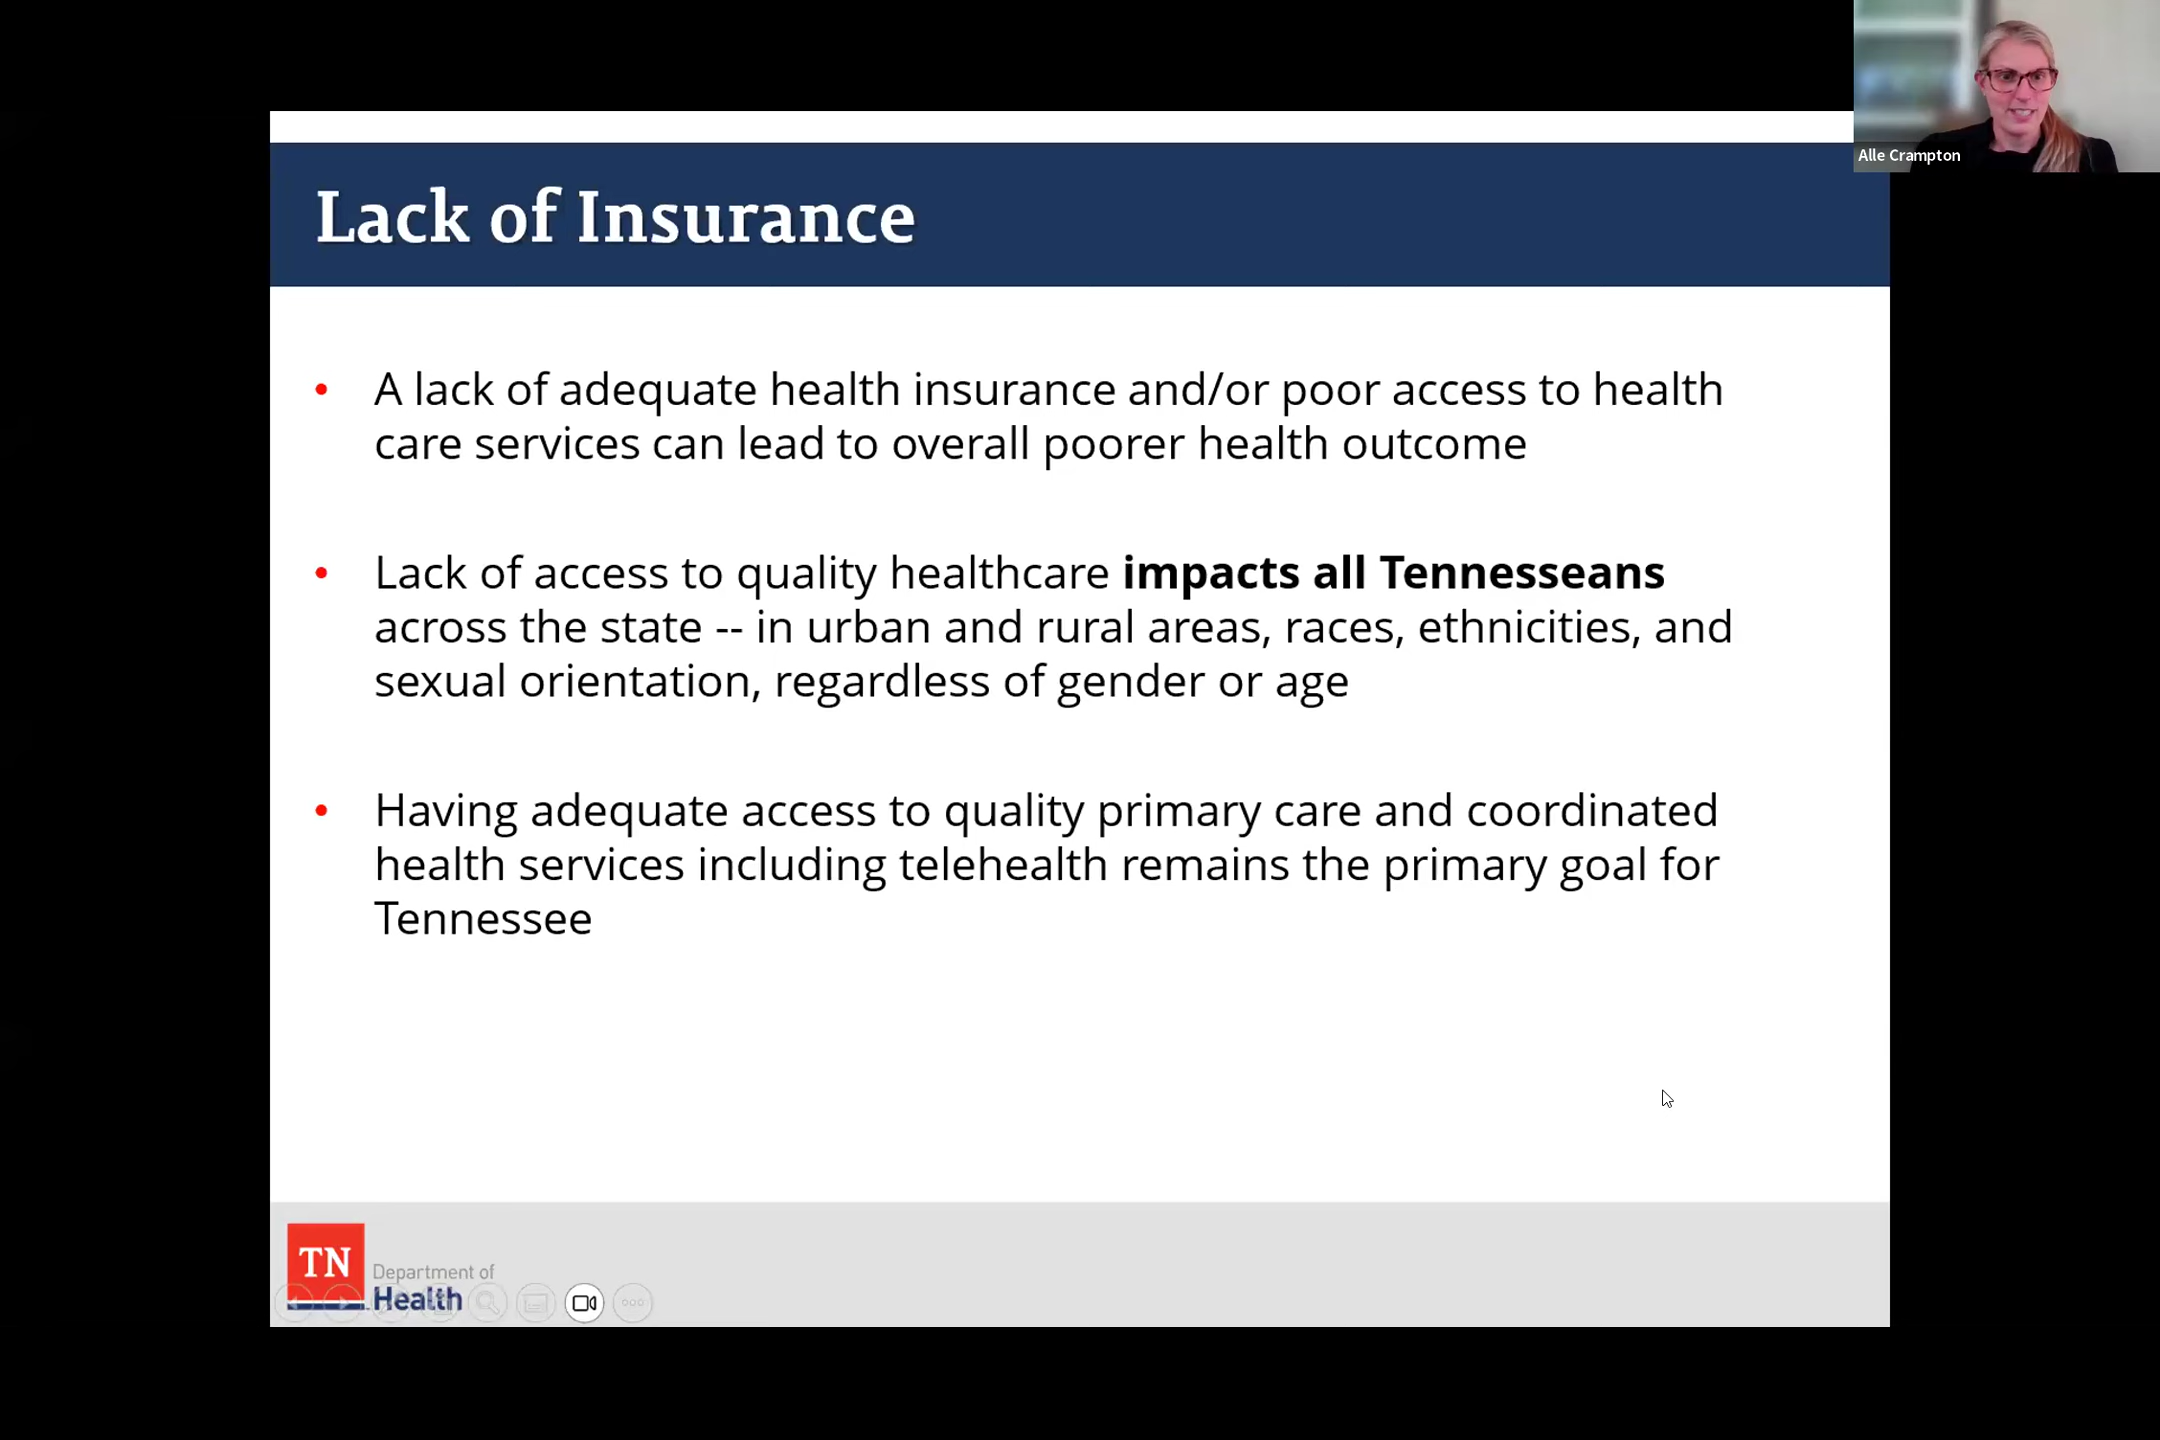 Alle Crampton
Lack of Insurance
• A lack of adequate health insurance and/or poor access to health
care services can lead to overall poorer health outcome
• Lack of access to quality healthcare impacts all Tennesseans
across the state -- in urban and rural areas, races, ethnicities, and
sexual orientation, regardless of gender or age
• Having adequate access to quality primary care and coordinated
health services including telehealth remains the primary goal for
Tennessee
TN
Department of
Health